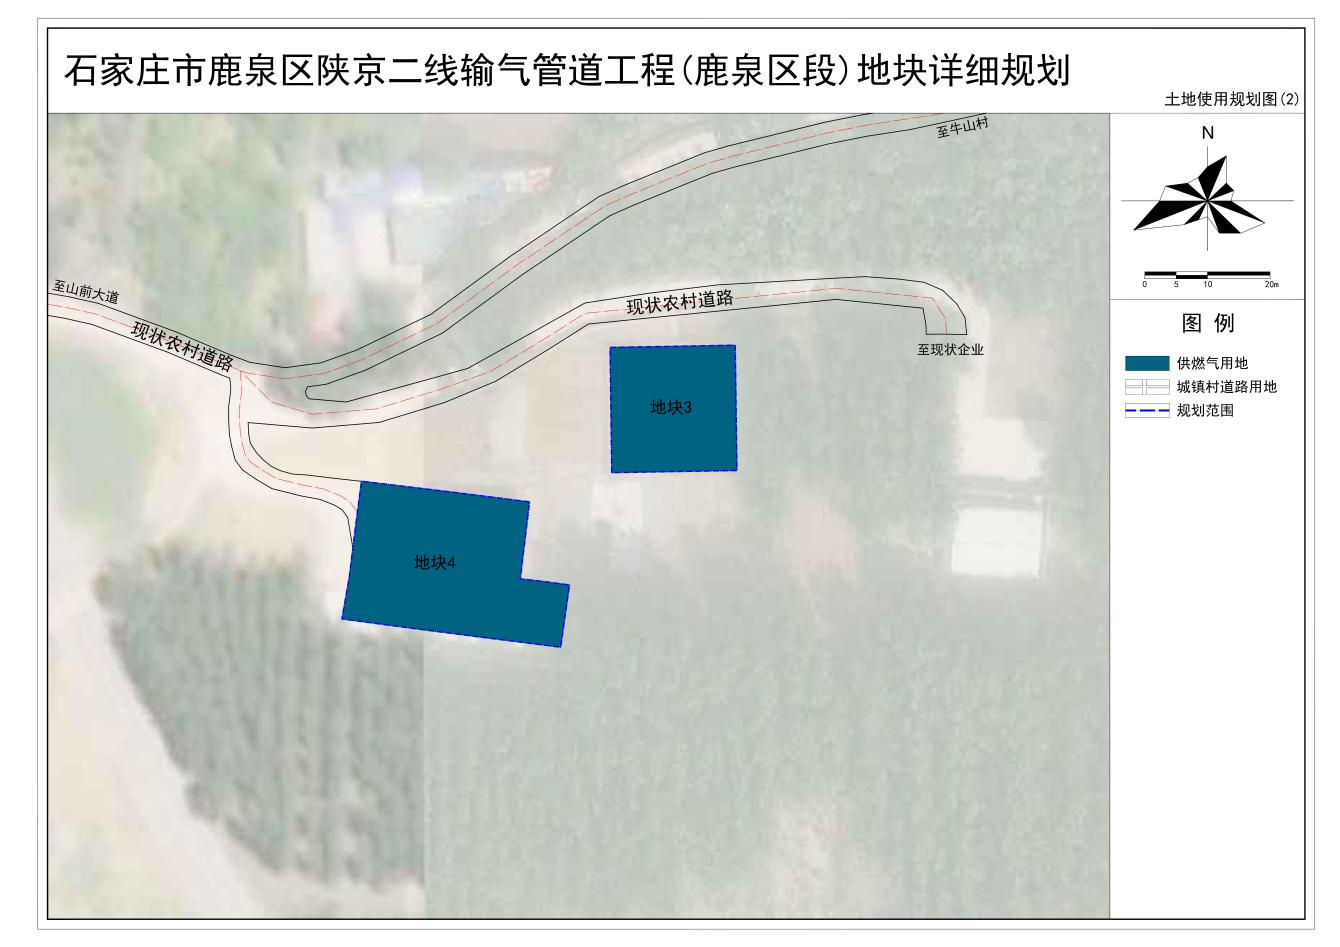 石家庄市鹿泉区陕京二线输气管道工程(鹿泉区段)地块详细规划
土地使用规划图(2)
至牛山村
N
0 5 10 20m
至山前大道
现状农村道路
现状农村道路
至现状企业
图 例
供燃气用地
城镇村道路用地
规划范围
地块3
地块4